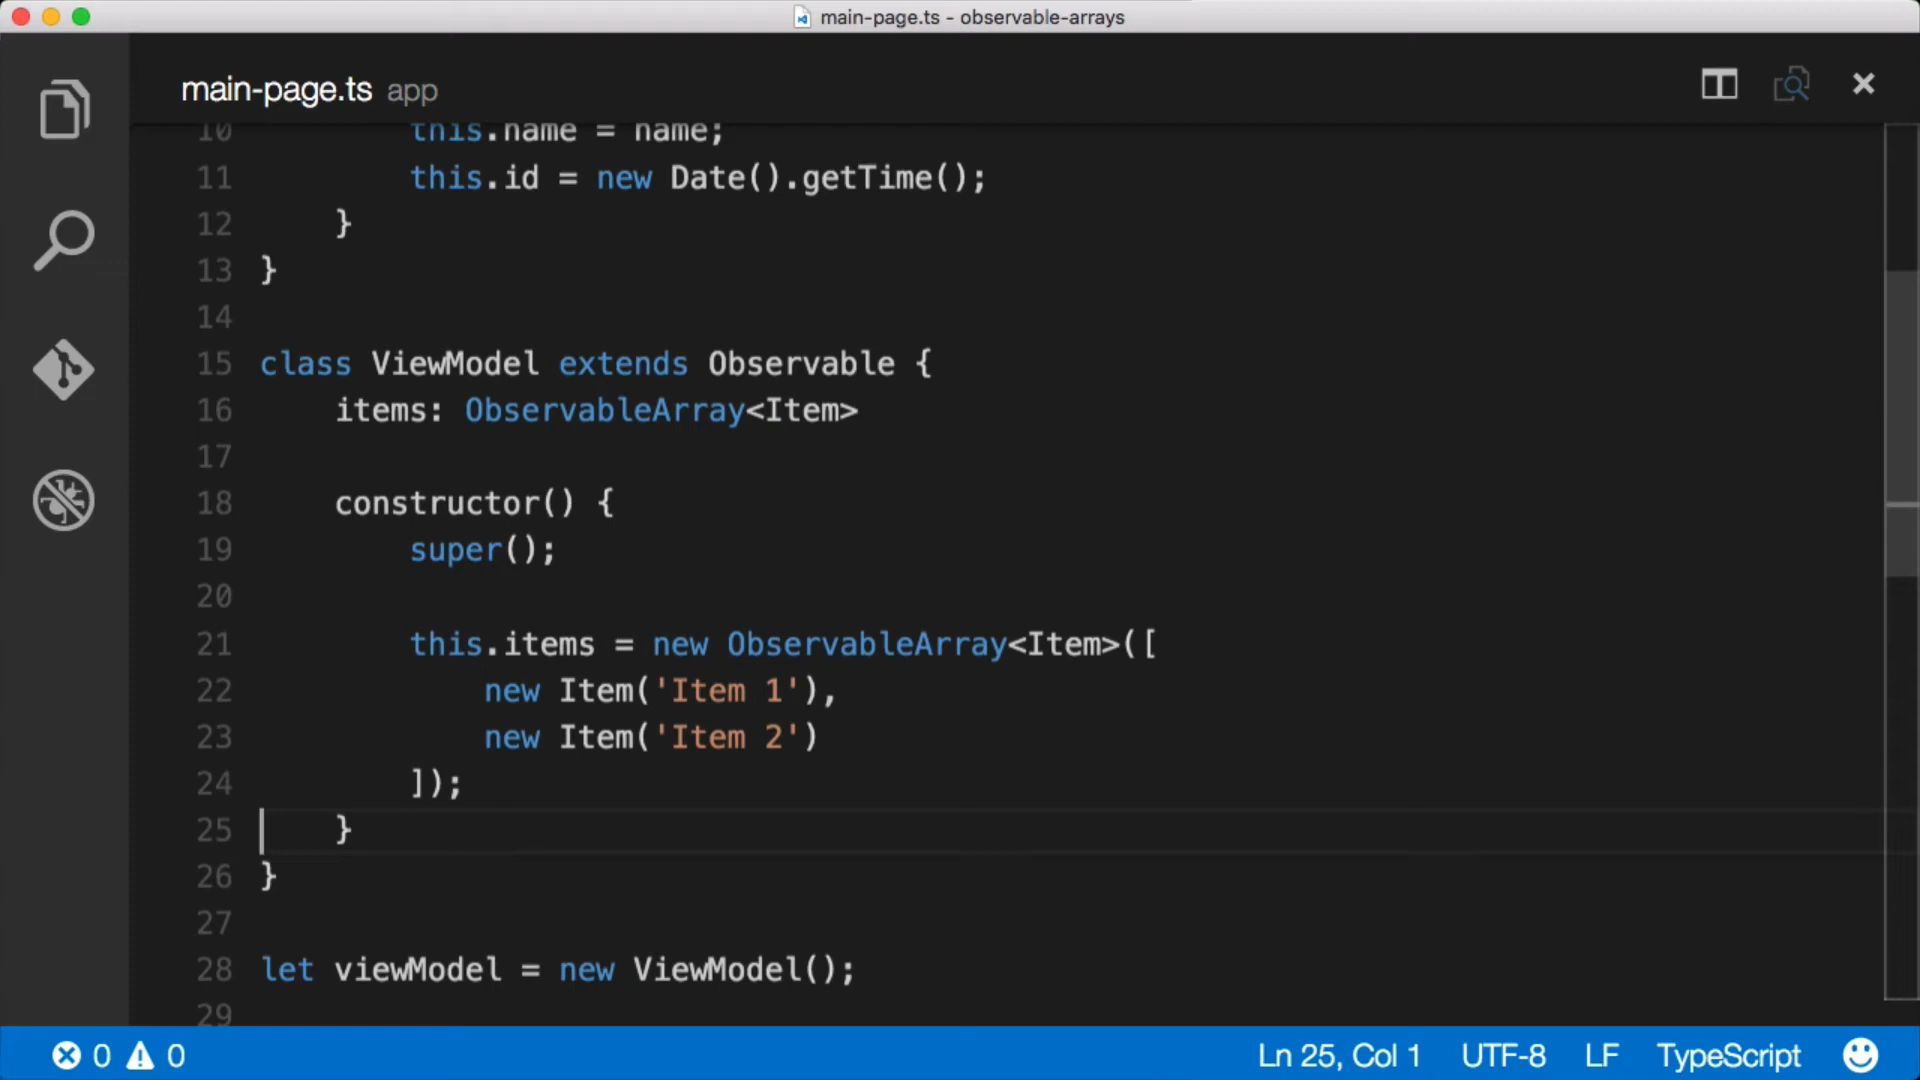 main-page.ts - observable-arrays
main-page.ts app
10 this.name = name;
11 this.id = new Date().getTime();
12 }
13 }
14
15 class ViewModel extends Observable {
16 items: ObservableArray<Item>
17
18 constructor() {
19 super();
20
21 this.items = new ObservableArray<Item>([
22 new Item('Item 1'),
23 new Item('Item 2')
24 ]);
25 }
26 }
27
28 let viewModel = new ViewModel();
29
0 0 Ln 25, Col 1 UTF-8 LF TypeScript